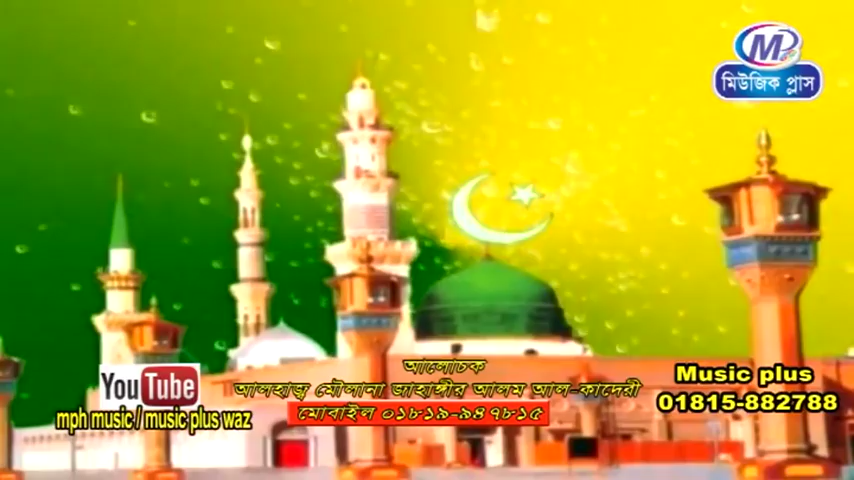 M
মিউজিক প্লাস
আলোচক
আলহাজ্ব মৌলানা জাহাঙ্গীর আলম আল-কাদেরী
মোবাইল ০১৮১৯-৯৪৭৮১৫
YouTube
mph music / music plus waz
Music plus
01815-882788